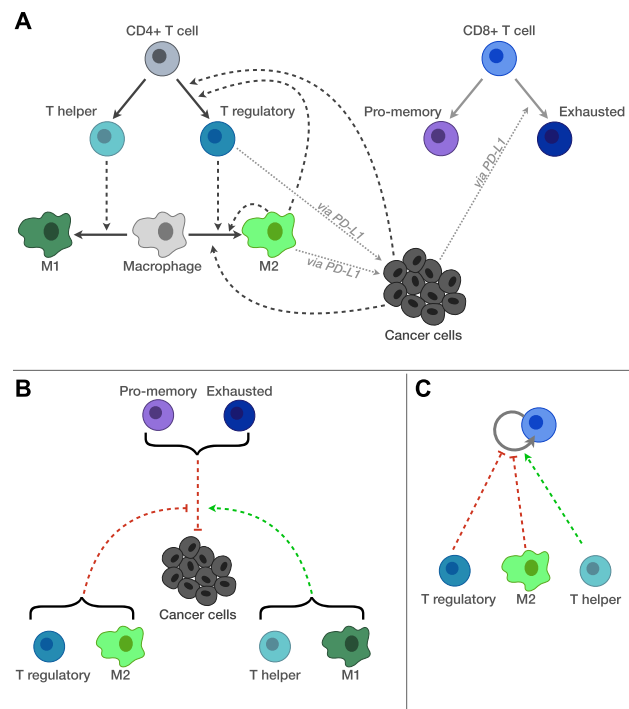 A
CD4+ T cell
CD8+ T cell
T helper
T regulatory
Pro-memory
Exhausted
via PD-L1
via PD-L1
via PD-L1
M1
Macrophage
M2
Cancer cells
B
Pro-memory
Exhausted
Cancer cells
T regulatory
M2
T helper
M1
C
T regulatory
M2
T helper